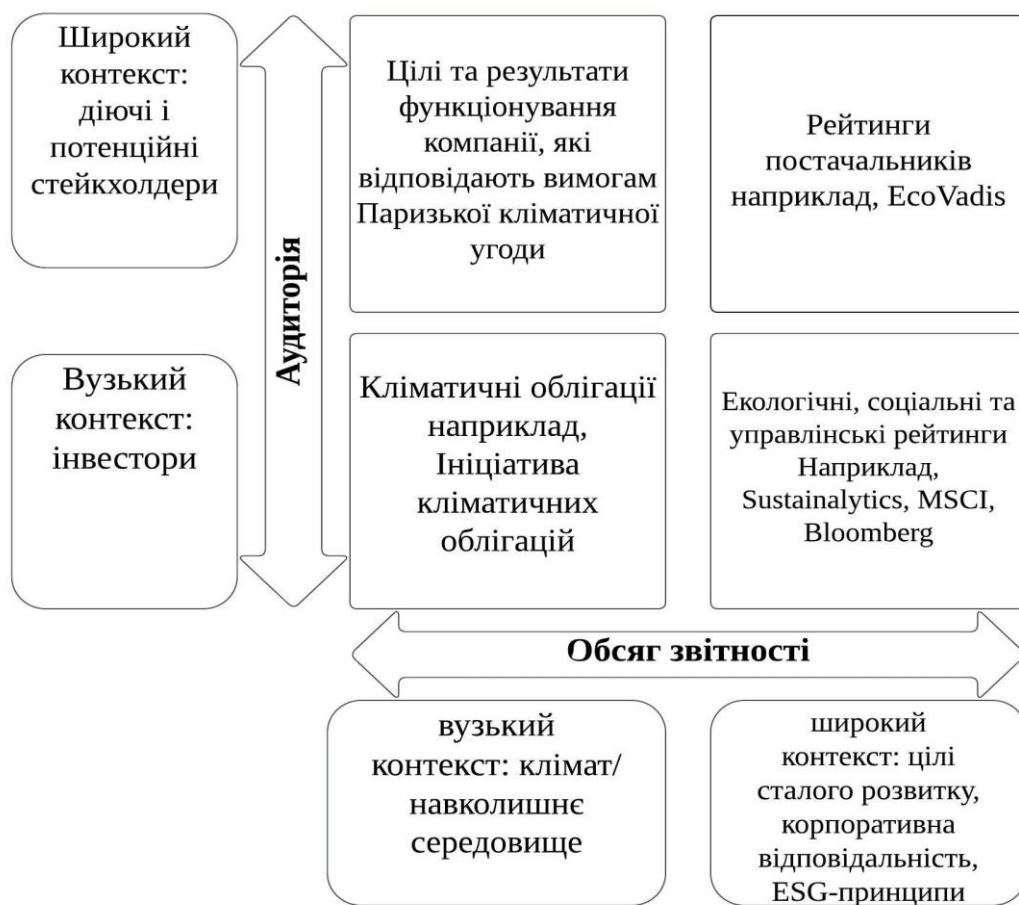 Широкий
контекст:
діючі і
потенційні
стейкхолдери
Цілі та результати
функціонування
компанії, які
відповідають вимогам
Паризької кліматичної
угоди
Рейтинги
постачальників
наприклад, EcoVadis
Аудиторія
Вузький
контекст:
інвестори
Кліматичні облігації
наприклад,
Ініціатива
кліматичних
облігацій
Екологічні, соціальні та
управлінські рейтинги
Наприклад,
Sustainalytics, MSCI,
Bloomberg
Обсяг звітності
вузький
контекст: клімат/
навколишнє
середовище
широкий
контекст: цілі
сталого розвитку,
корпоративна
відповідальність,
ESG-принципи